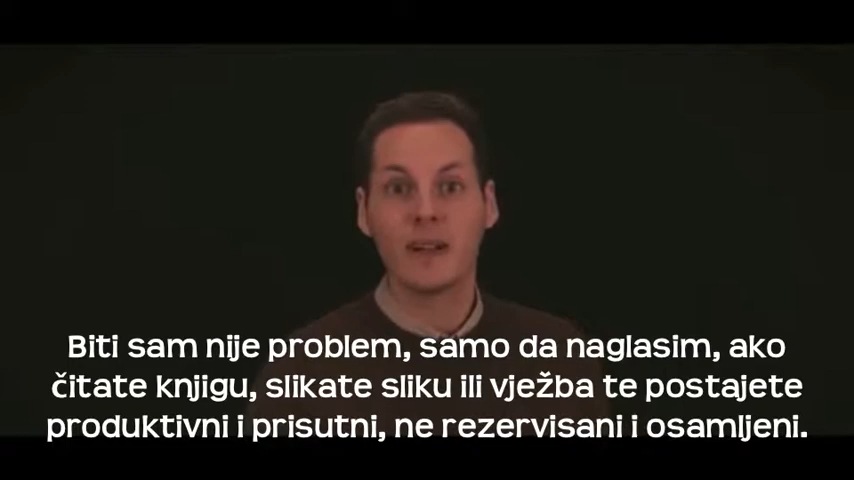 Biti sam nije problem, samo da naglasim, ako
čitate knjigu, slikate sliku ili vježba te postajete
produktivni i prisutni, ne rezervisani i osamljeni.